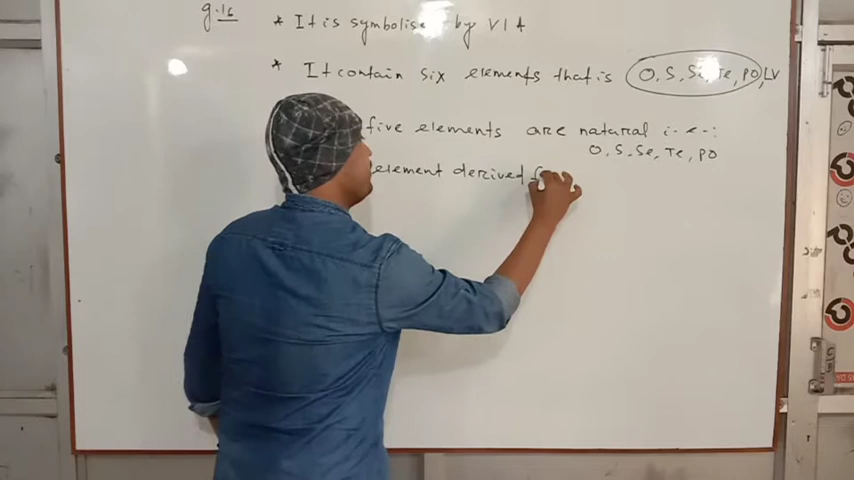 g.16
* It is symbolise by VIA
* It contain six elements that is O, S, Se, Te, PO, LV
five elements are natural i-e-:
O, S, Se, Te, PO
element derived f